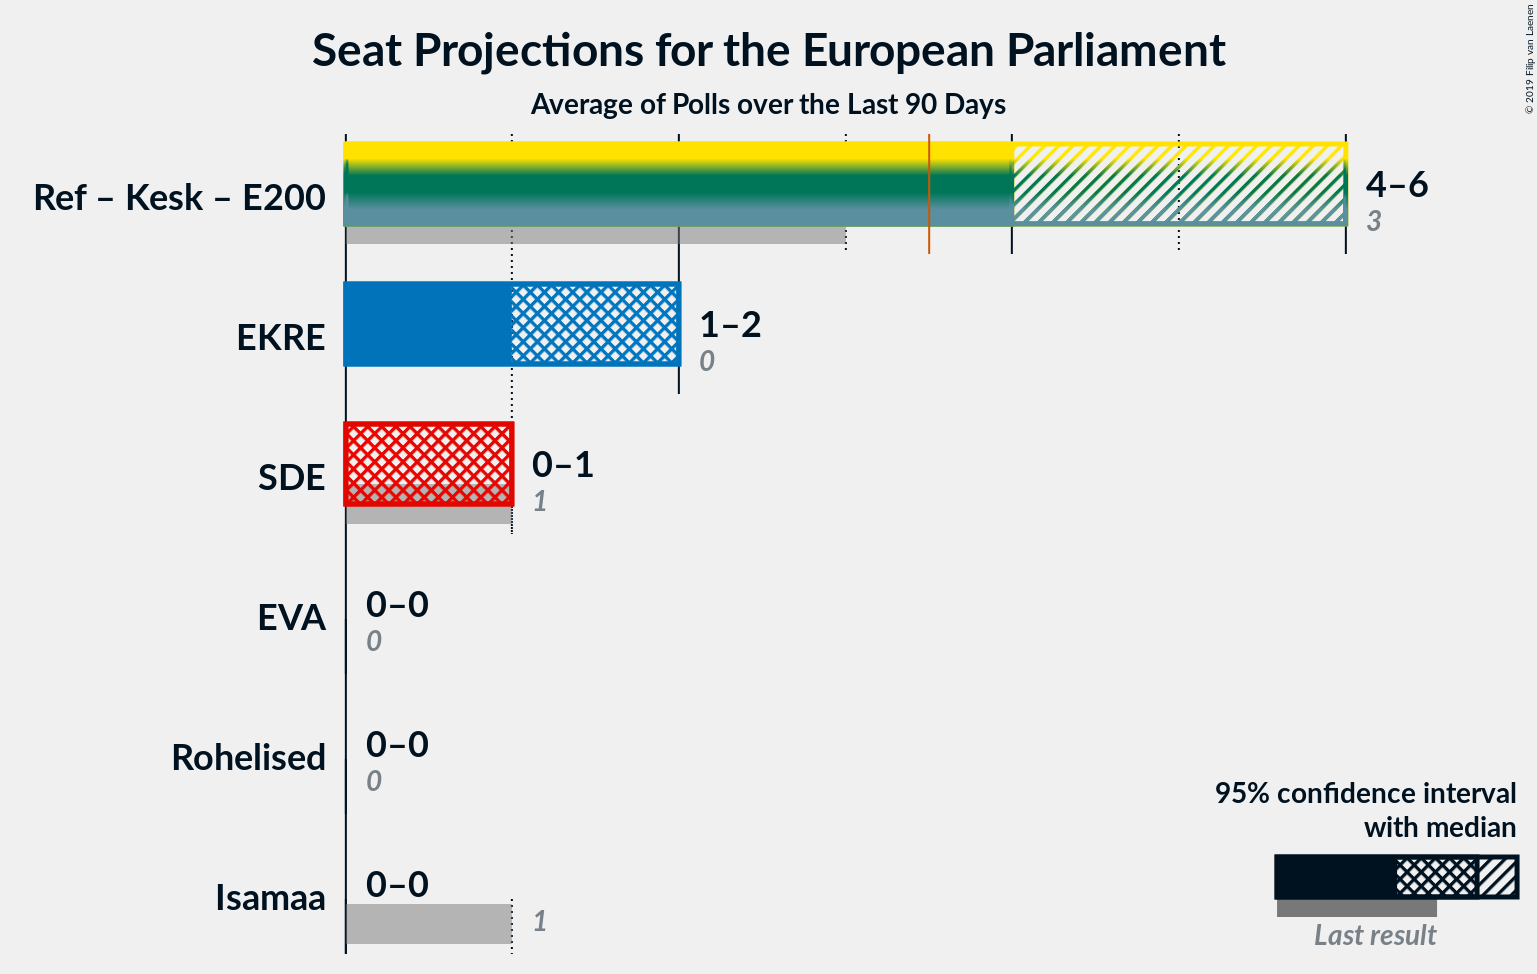 Seat Projections for the European Parliament
Average of Polls over the Last 90 Days
© 2019 Filip van Laenen
Ref – Kesk – E200
4–6
3
EKRE
1–2
0
SDE
0–1
1
EVA
0–0
0
Rohelised
0–0
0
Isamaa
0–0
1
95% confidence interval
with median
Last result